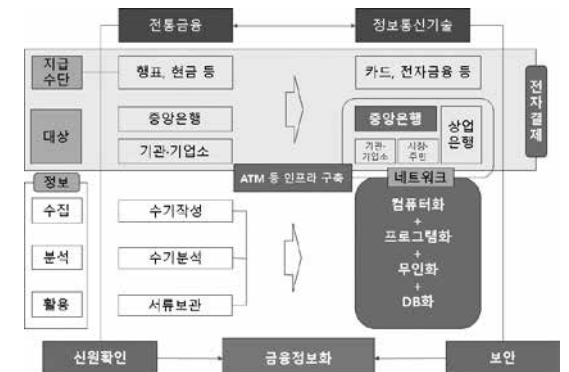 전통금융
정보통신기술
지급
수단
행표, 현금 등
카드, 전자금융 등
전
자
결
제
대상
중앙은행
기관·기업소
중앙은행
기관·
기업소
시장·
주민
상업
은행
ATM 등 인프라 구축
네트워크
정보
수집
분석
활용
수기작성
수기분석
서류보관
컴퓨터화
+
프로그램화
+
무인화
+
DB화
신원확인
금융정보화
보안